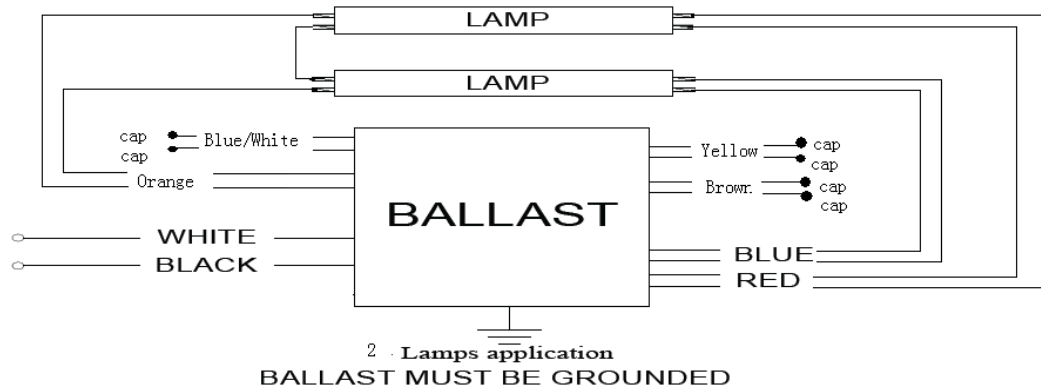 LAMP
LAMP
cap
Blue/White
cap
Yellow
cap
cap
Orange
Brown.
cap
cap
BALLAST
WHITE
BLACK
BLUE
RED
2 . Lamps application
BALLAST MUST BE GROUNDED